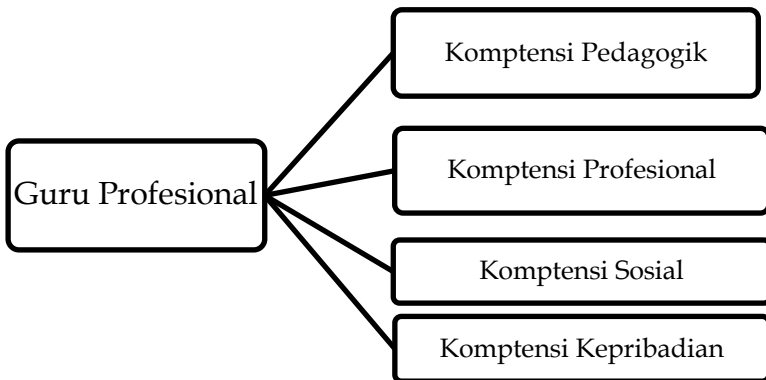 Guru Profesional
Komptensi Pedagogik
Komptensi Profesional
Komptensi Sosial
Komptensi Kepribadian